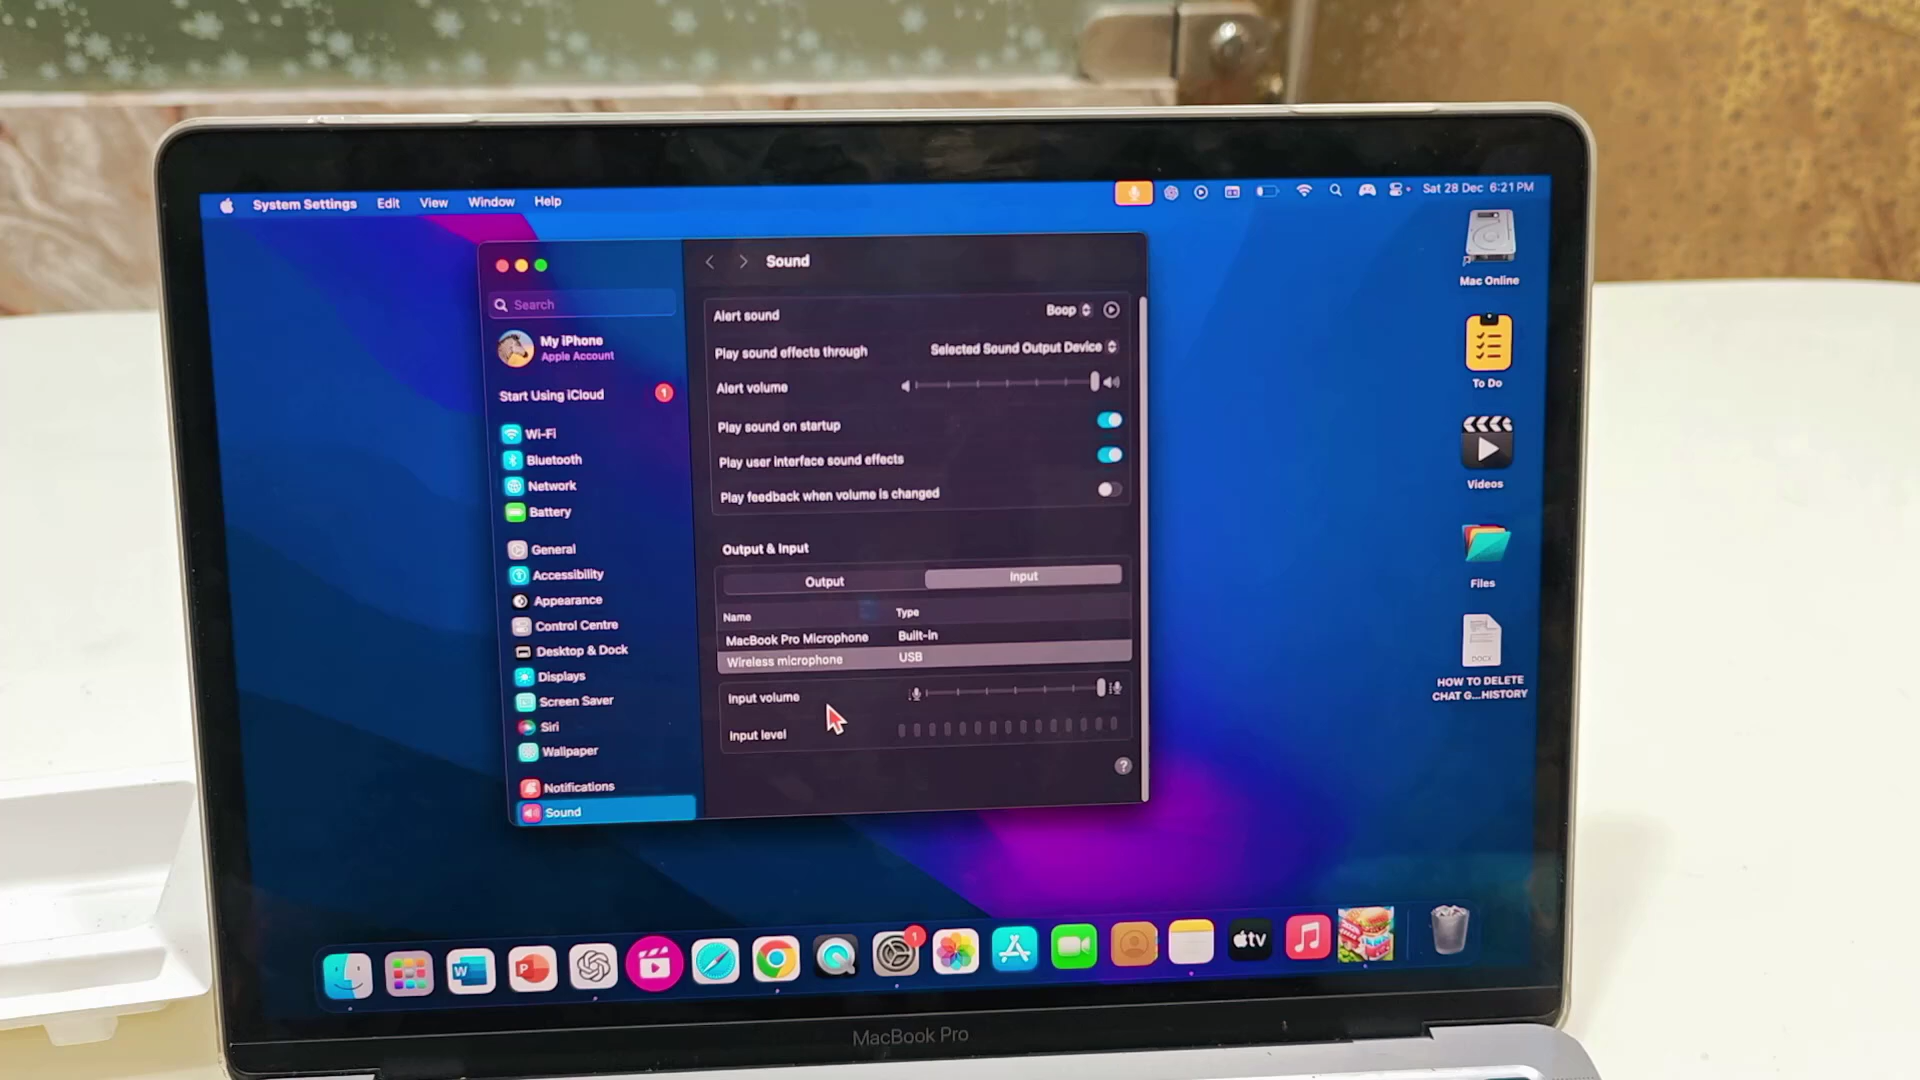 System Settings Edit View Window Help
Sat 28 Dec 6:21 PM
Sound
Search
My iPhone
Apple Account
Start Using iCloud 1
Wi-Fi
Bluetooth
Network
Battery
General
Accessibility
Appearance
Control Centre
Desktop & Dock
Displays
Screen Saver
Siri
Wallpaper
Notifications
Sound
Alert sound Boop
Play sound effects through Selected Sound Output Device
Alert volume
Play sound on startup
Play user interface sound effects
Play feedback when volume is changed
Output & Input
Output Input
Name Type
MacBook Pro Microphone Built-in
Wireless microphone USB
Input volume
Input level
?
Mac Online
To Do
Videos
Files
DOCX
HOW TO DELETE
CHAT G...HISTORY
W
P
1
tv
MacBook Pro